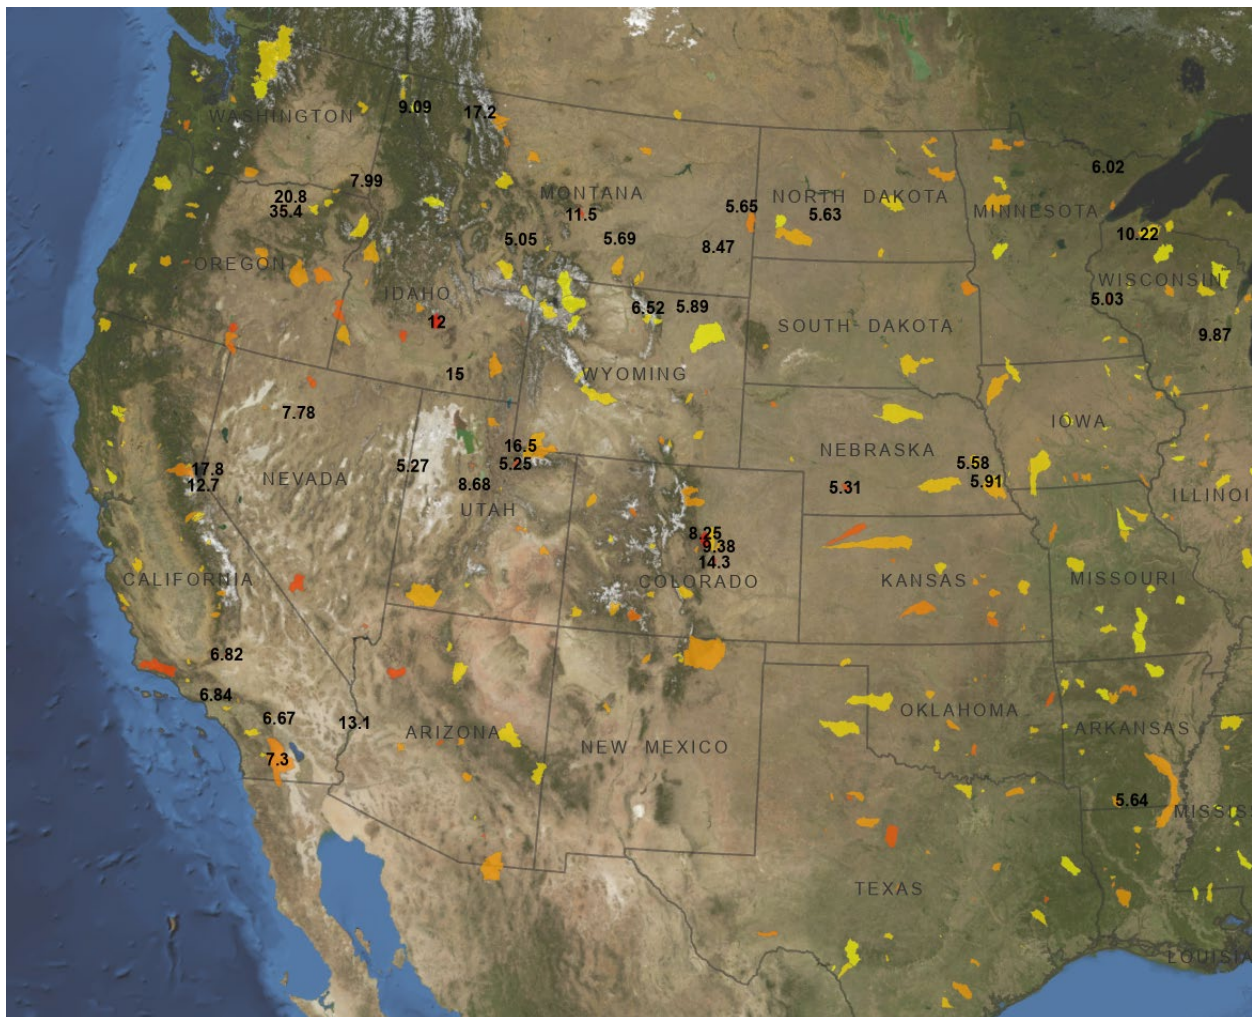 9.09
17.2
WASHINGTON
6.02
7.99
20.8
35.4
MONTANA
11.5
5.65
NORTH DAKOTA
5.63
MINNESOTA
10.22
5.05
5.69
8.47
OREGON
WISCONSIN
IDAHO
5.03
12
6.52
5.89
SOUTH DAKOTA
9.87
15
WYOMING
7.78
IOWA
16.5
NEBRASKA
17.8
5.27
5.25
5.58
12.7
NEVADA
8.68
5.31
5.91
ILLINOI
UTAH
8.25
9.38
14.3
CALIFORNIA
COLORADO
KANSAS
MISSOURI
6.82
6.84
6.67
13.1
ARIZONA
OKLAHOMA
ARKANSAS
NEW MEXICO
7.3
5.64
MISSIS
TEXAS
LOUISIA